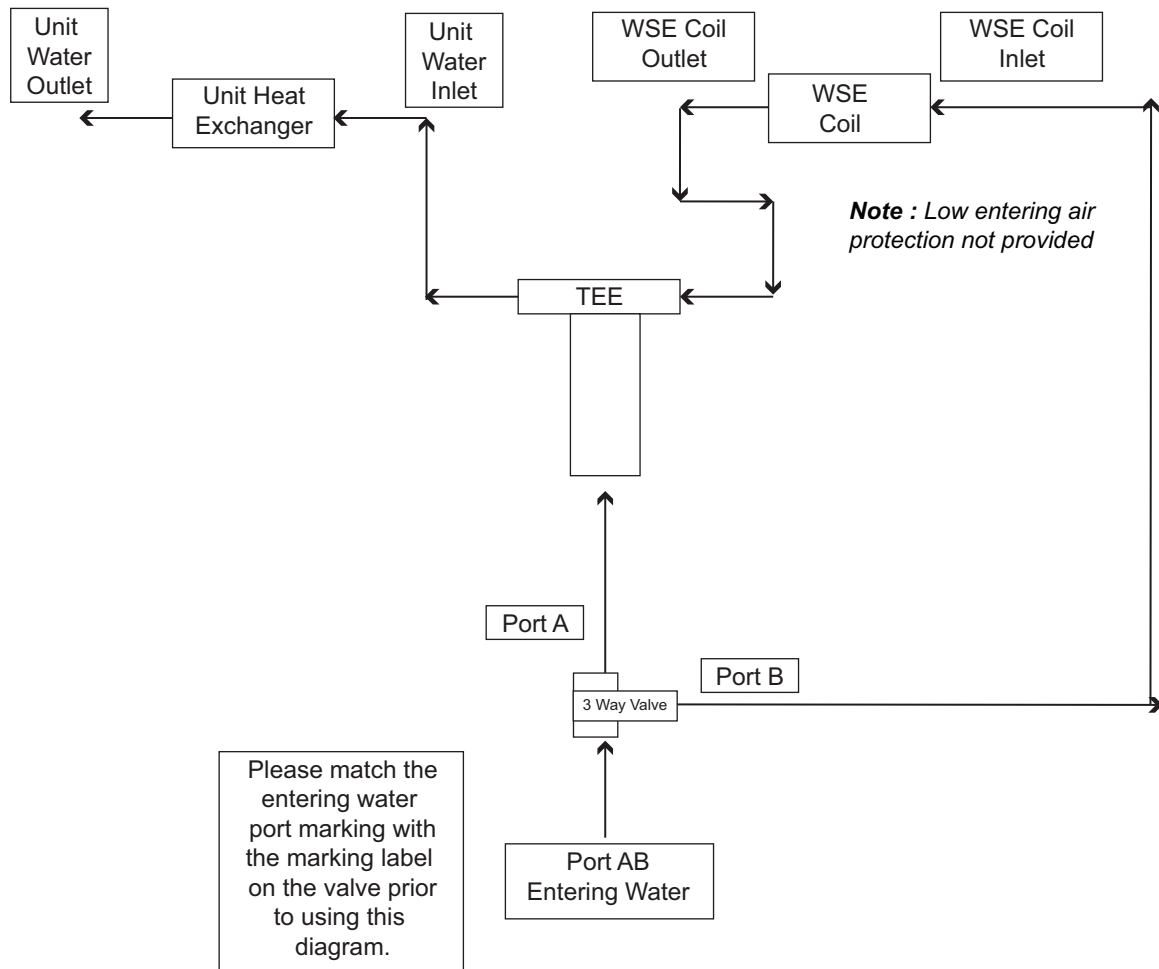 Unit
Water
Outlet
Unit Heat
Exchanger
Unit
Water
Inlet
WSE Coil
Outlet
WSE
Coil
WSE Coil
Inlet
Note : Low entering air
protection not provided
TEE
Port A
Port B
3 Way Valve
Please match the
entering water
port marking with
the marking label
on the valve prior
to using this
diagram.
Port AB
Entering Water